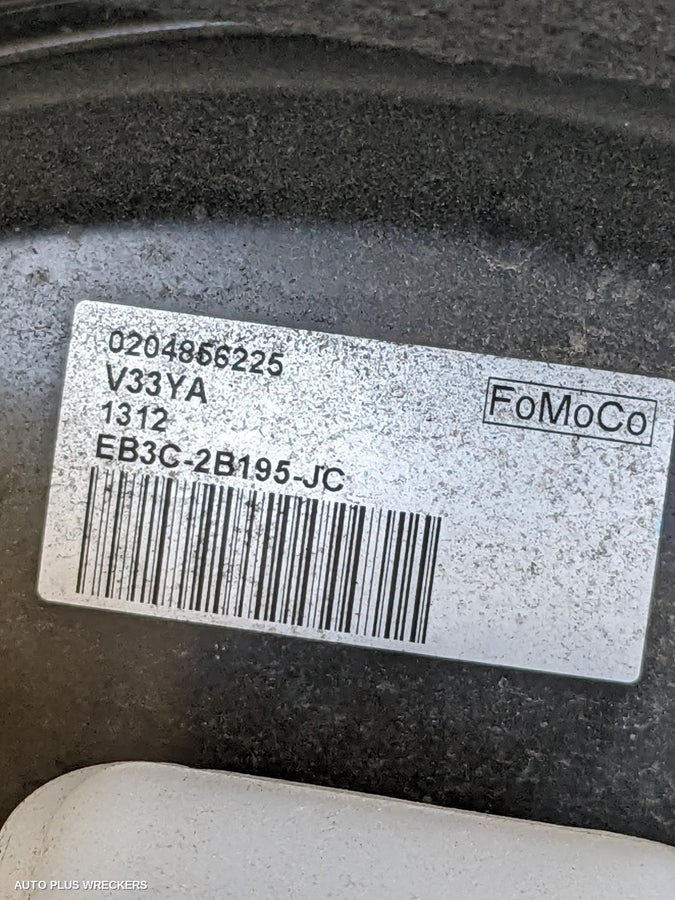 0204856225
V33YA
1312
EB3C-2B195-JC
FoMoCo
AUTO PLUS WRECKERS